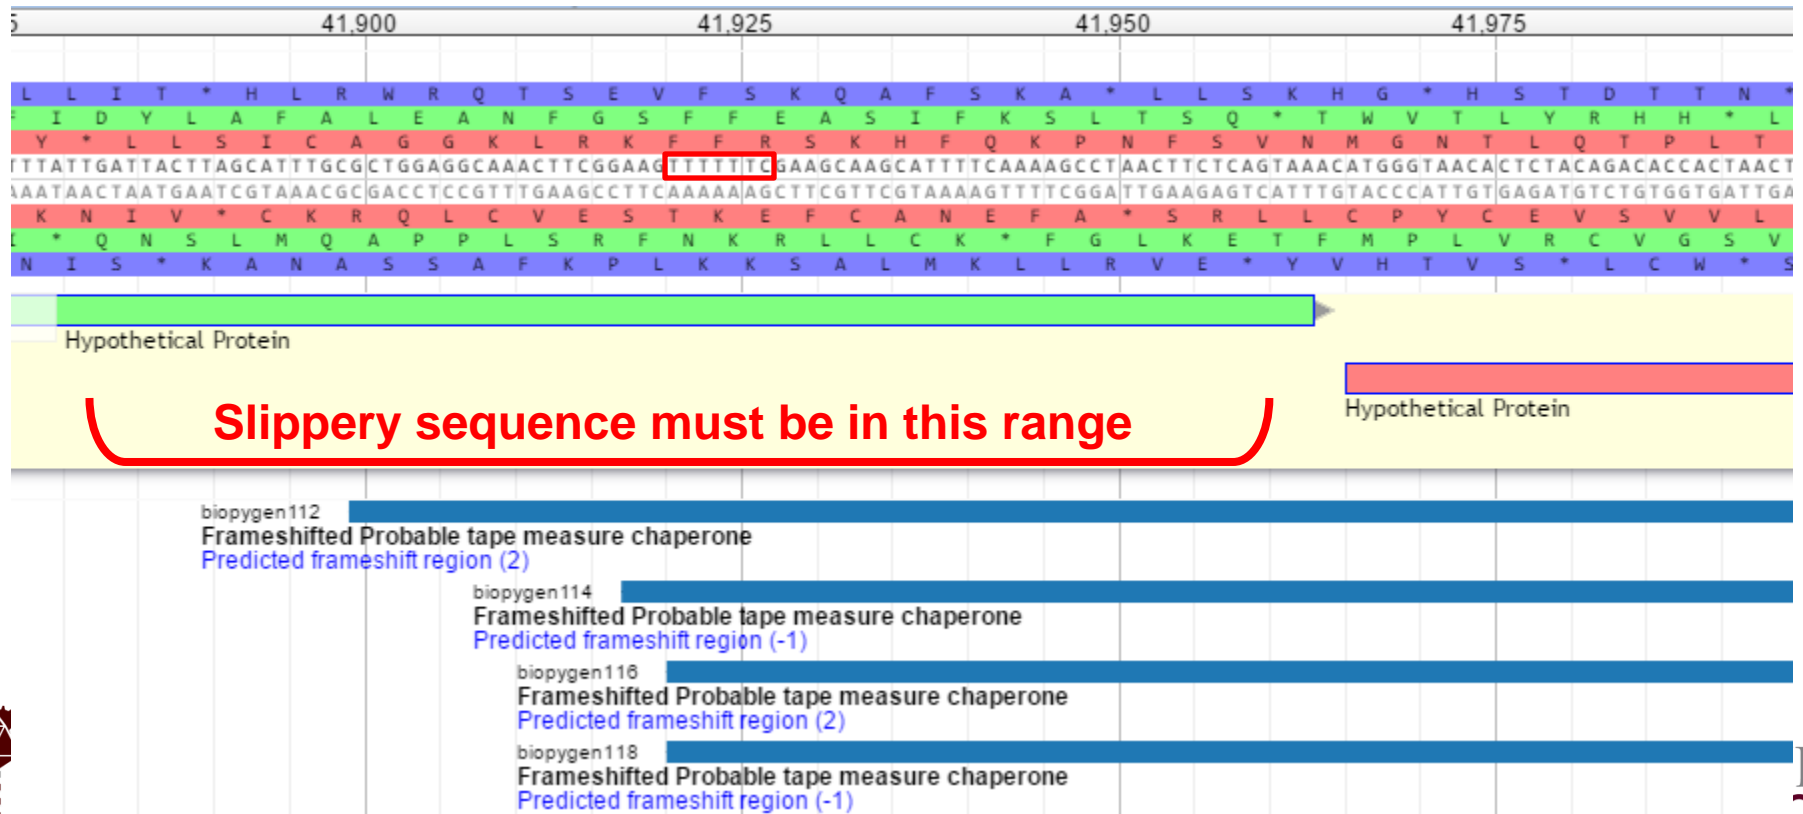 5 41,900 41,925 41,950 41,975
L L I T * H L R W R Q T S E V F S K Q A F S K A * L L S K H G * H S T D T T N *
F I D Y L A F A L E A N F G S F F E A S I F K S L T S Q * T W V T L Y R H H * L
Y * L L S I C A G G K L R K F F R S K H F Q K P N F S V N M G N T L Q T P L T
TTTATTGATTACTTAGCATTTGCGCTGGAGGCAAACTTCGGAAGTTTTTTCGAAGCAAGCATTTTCAAAAGCCTAACTTCTCAGTAAACATGGGTAACACTCTACAGACACCACTAACT
AAATAACTAATGAATCGTAAACGCGACCTCCGTTTGAAGCCTTCAAAAAAGCTTCGTTCGTAAAAGTTTTCGGATTGAAGAGTCATTTGTACCCATTGTGAGATGTCTGTGGTGATTGA
K N I V * C K R Q L C V E S T K E F C A N E F A * S R L L C P Y C E V S V V L
I * Q N S L M Q A P P L S R F N K R L L C K * F G L K E T F M P L V R C V G S V
N I S * K A N A S S A F K P L K K S A L M K L L R V E * Y V H T V S * L C W * S
Hypothetical Protein
Hypothetical Protein
Slippery sequence must be in this range
biopygen112
Frameshifted Probable tape measure chaperone
Predicted frameshift region (2)
biopygen114
Frameshifted Probable tape measure chaperone
Predicted frameshift region (-1)
biopygen116
Frameshifted Probable tape measure chaperone
Predicted frameshift region (2)
biopygen118
Frameshifted Probable tape measure chaperone
Predicted frameshift region (-1)